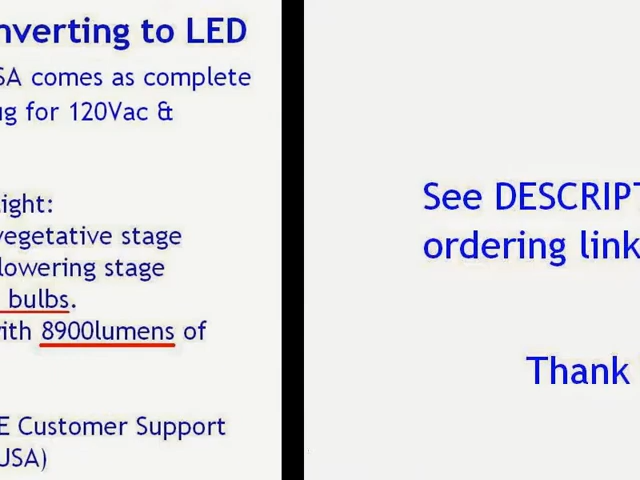 nverting to LED
SA comes as complete
ug for 120Vac &
ight:
vegetative stage
lowering stage
bulbs.
ith 8900lumens of
E Customer Support
USA)
See DESCRIPT
ordering link
Thank